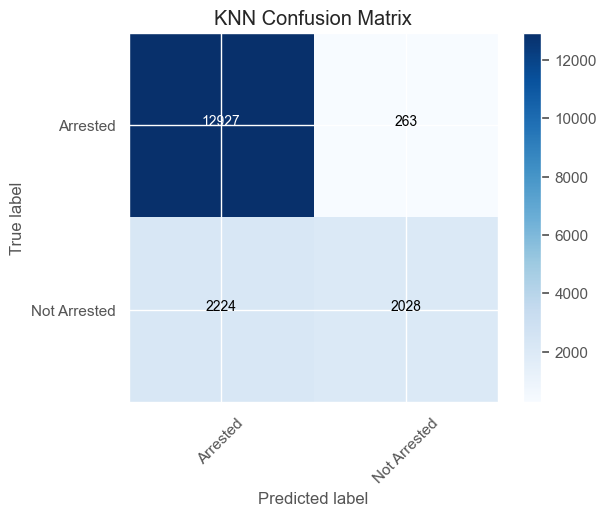 KNN Confusion Matrix
True label
Arrested
12927
263
Not Arrested
2224
2028
Arrested
Not Arrested
Predicted label
12000
10000
8000
6000
4000
2000